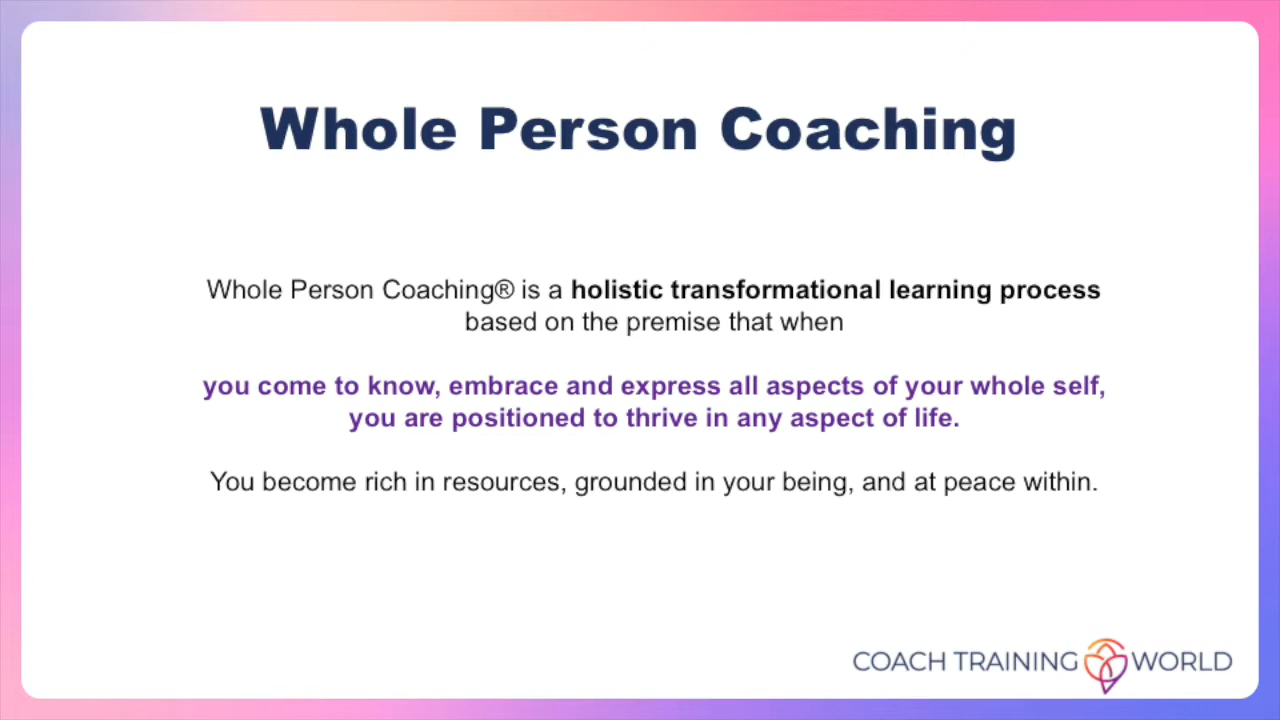 Whole Person Coaching
Whole Person Coaching® is a holistic transformational learning process
based on the premise that when
you come to know, embrace and express all aspects of your whole self,
you are positioned to thrive in any aspect of life.
You become rich in resources, grounded in your being, and at peace within.
COACH TRAINING WORLD